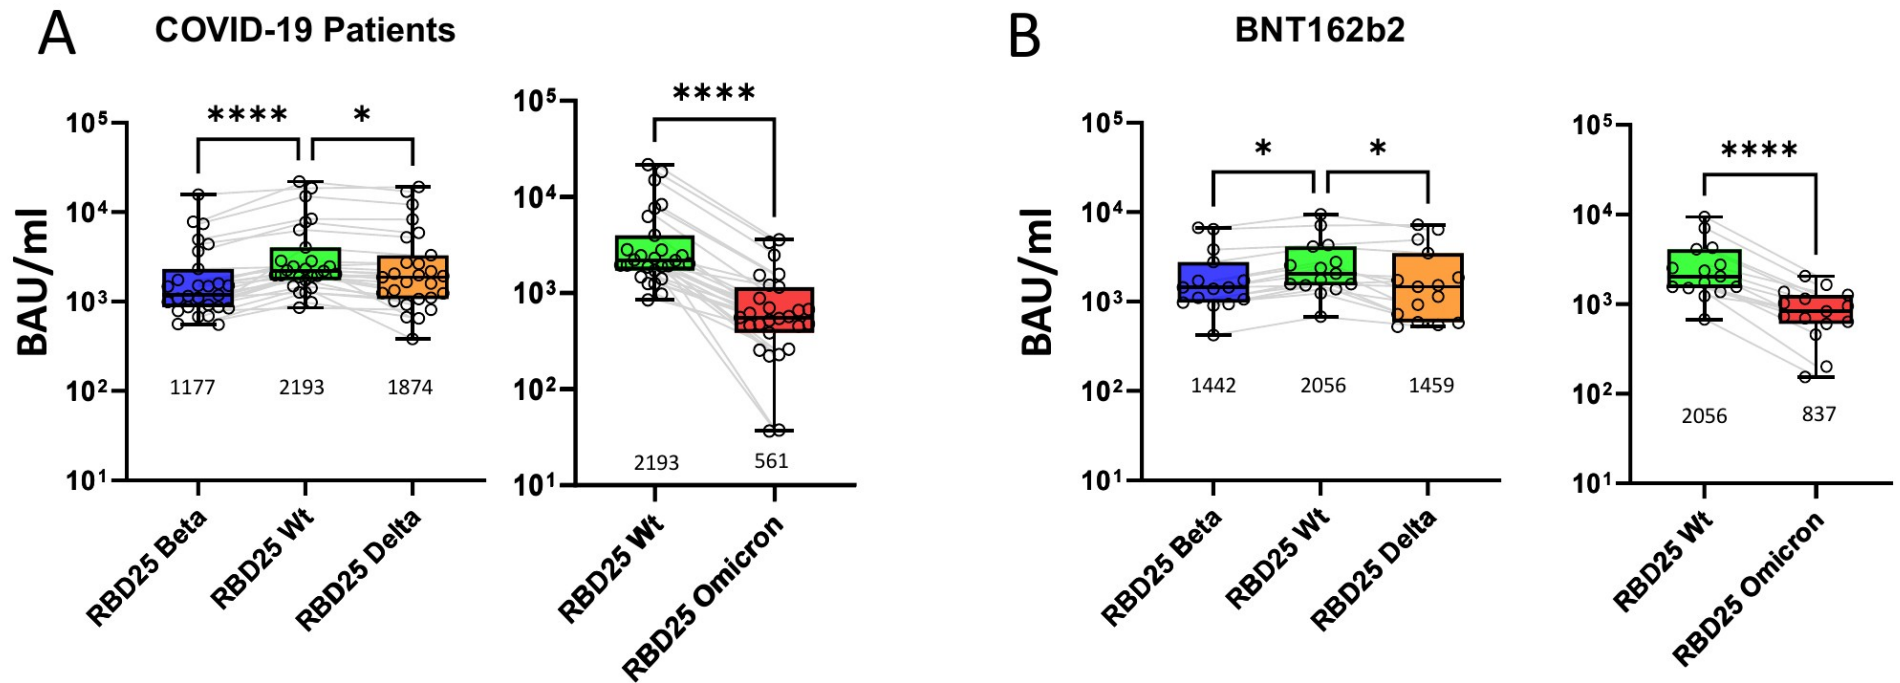 A COVID-19 Patients
BAU/ml
10⁵
10⁴
10³
10²
10¹
**** *
1177 2193 1874
RBD25 Beta
RBD25 Wt
RBD25 Delta
10⁵
10⁴
10³
10²
10¹
****
2193 561
RBD25 Wt
RBD25 Omicron
B BNT162b2
BAU/ml
10⁵
10⁴
10³
10²
10¹
* *
1442 2056 1459
RBD25 Beta
RBD25 Wt
RBD25 Delta
10⁵
10⁴
10³
10²
10¹
****
2056 837
RBD25 Wt
RBD25 Omicron